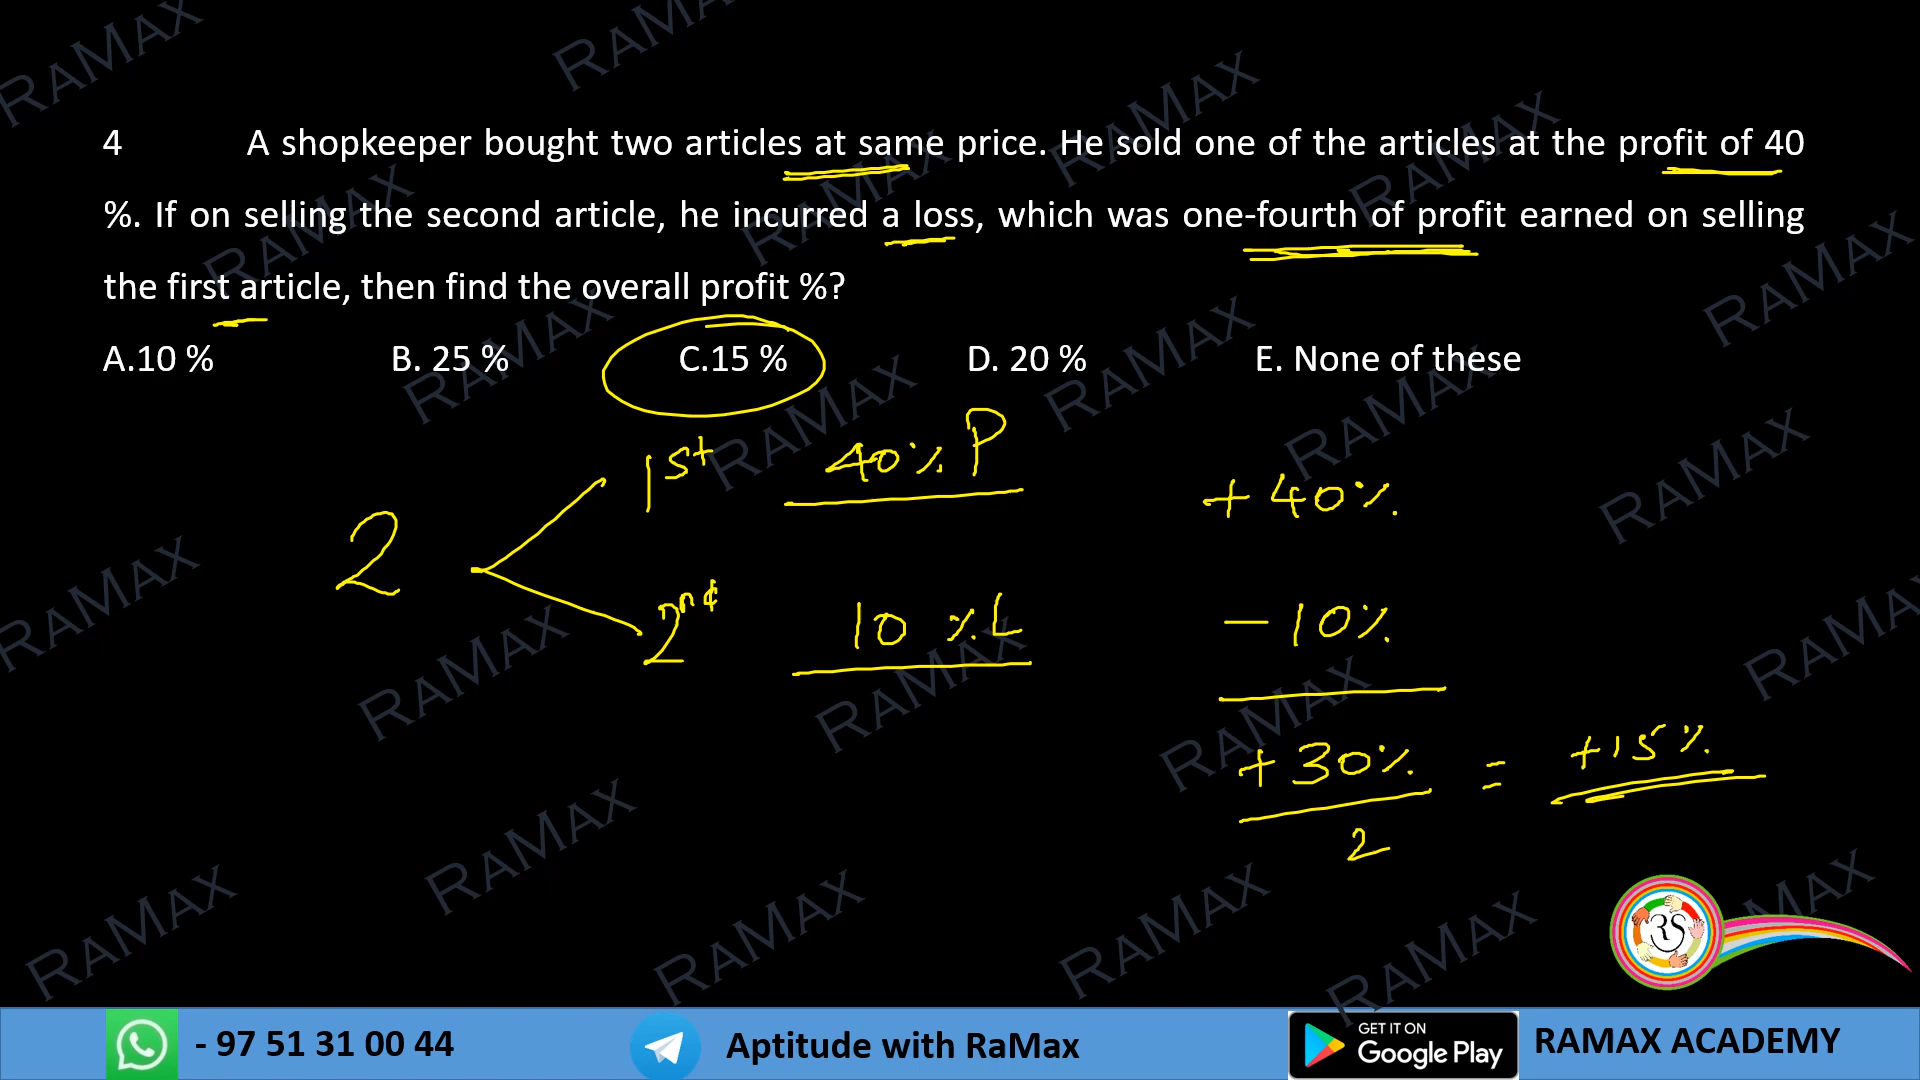 4 A shopkeeper bought two articles at same price. He sold one of the articles at the profit of 40
%. If on selling the second article, he incurred a loss, which was one-fourth of profit earned on selling
the first article, then find the overall profit %?
A.10 % B. 25 % C.15 % D. 20 % E. None of these
1st 40% P +40%
2
2nd 10 % L -10%
+30% = +15%
2
RAMAX
RS
- 97 51 31 00 44 Aptitude with RaMax GET IT ON Google Play RAMAX ACADEMY